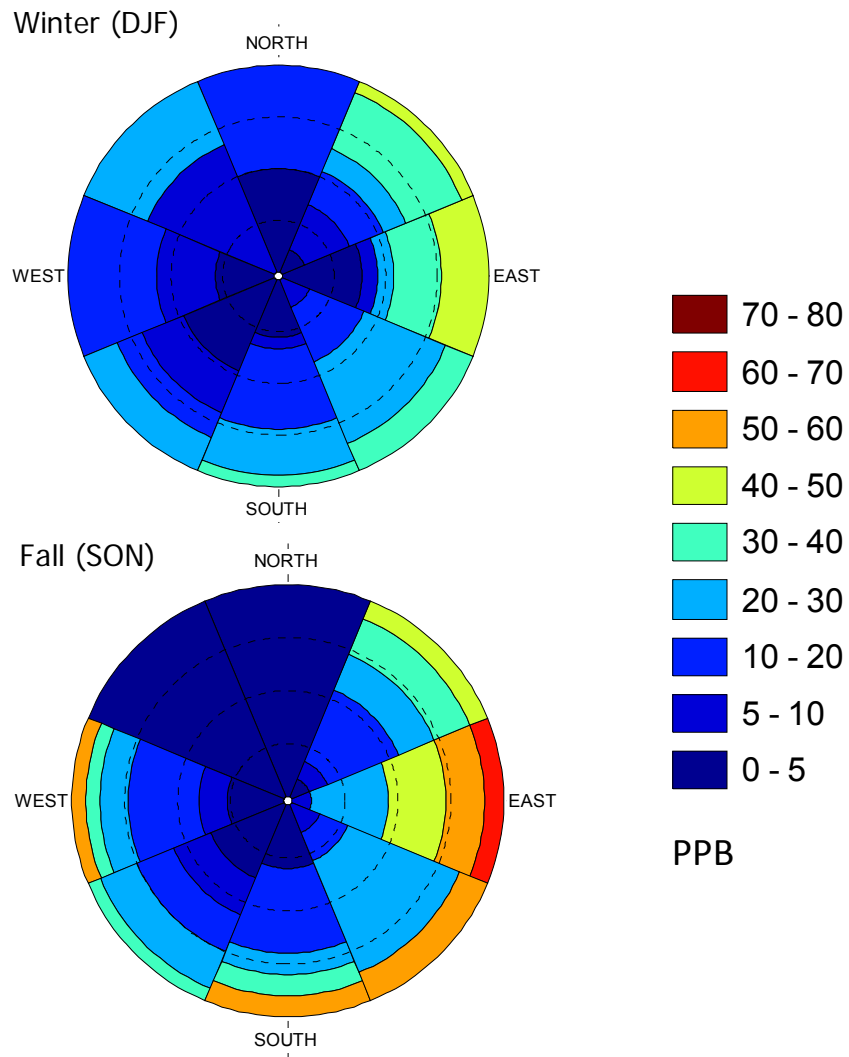 Winter (DJF)
NORTH
WEST
EAST
SOUTH
Fall (SON)
NORTH
WEST
EAST
SOUTH
70 - 80
60 - 70
50 - 60
40 - 50
30 - 40
20 - 30
10 - 20
5 - 10
0 - 5
PPB